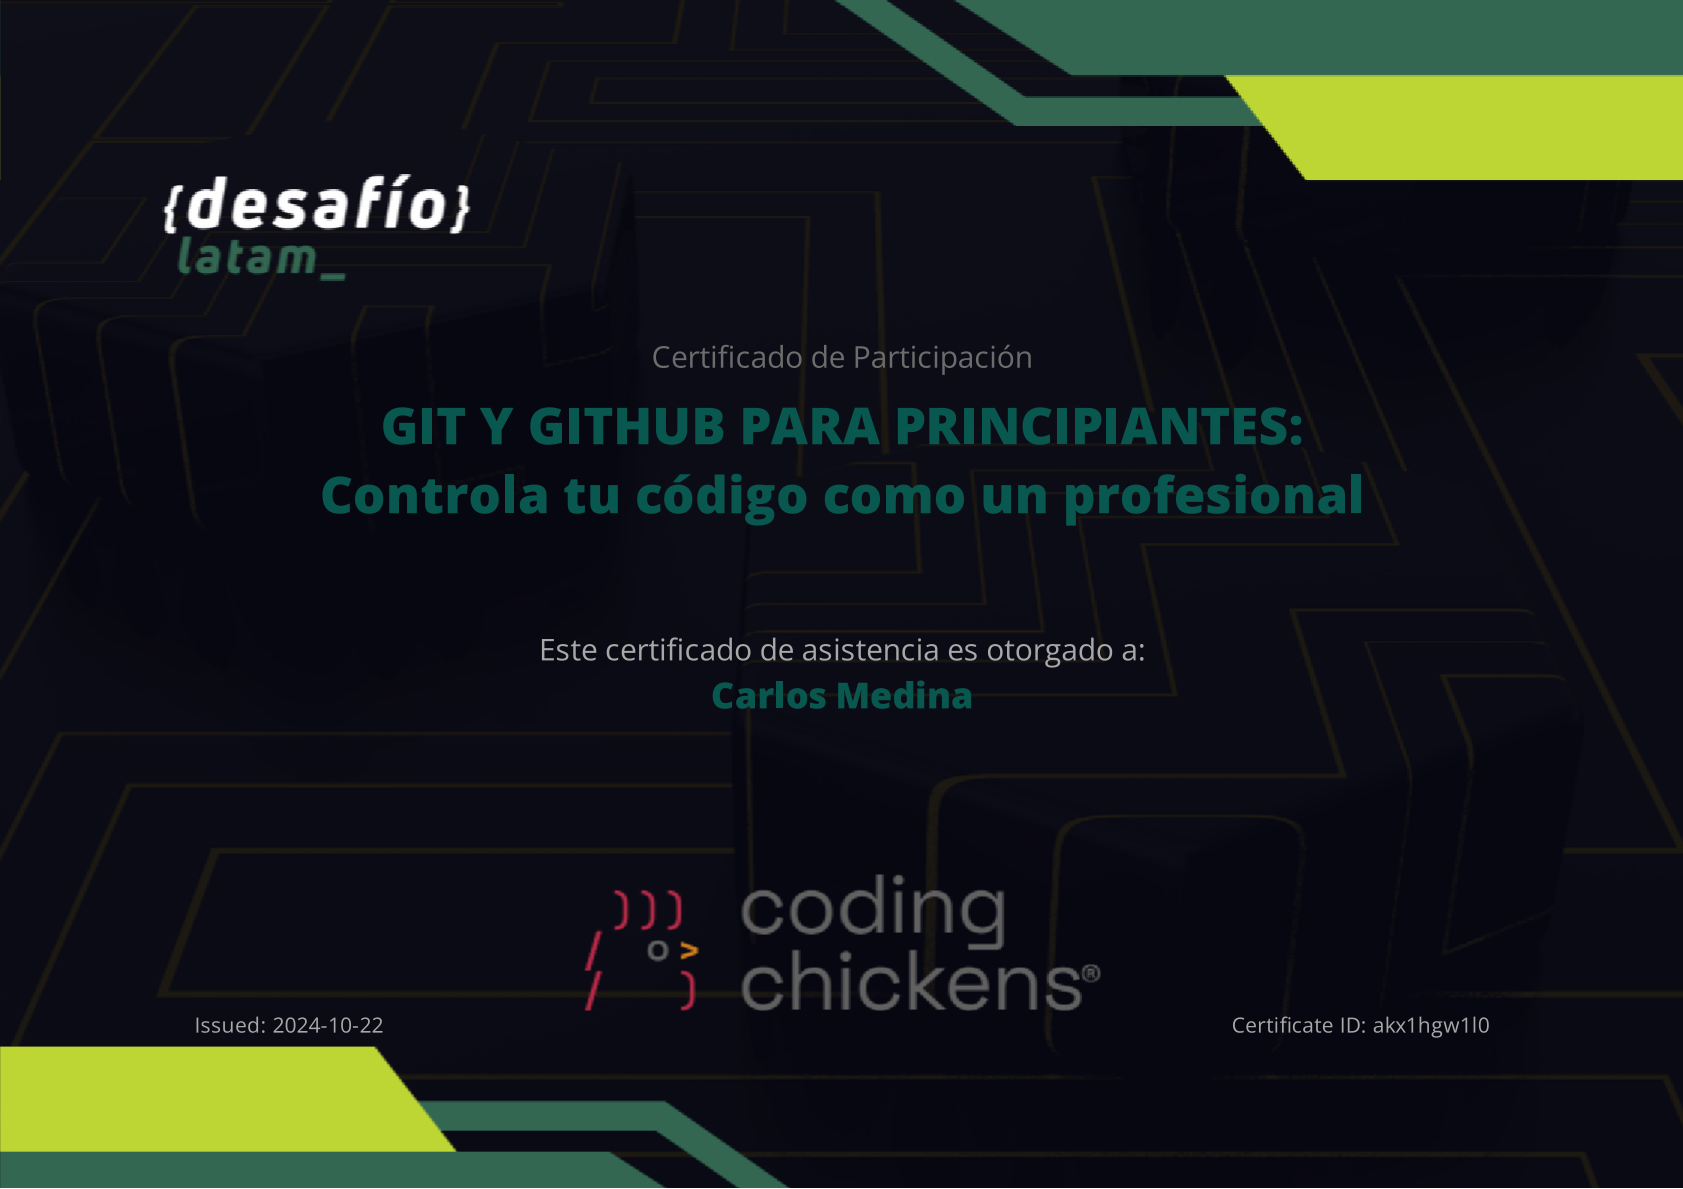 {desafío}
latam_
Certificado de Participación
GIT Y GITHUB PARA PRINCIPIANTES:
Controla tu código como un profesional
Este certificado de asistencia es otorgado a:
Carlos Medina
coding
chickens®
Issued: 2024-10-22
Certificate ID: akx1hgw1l0